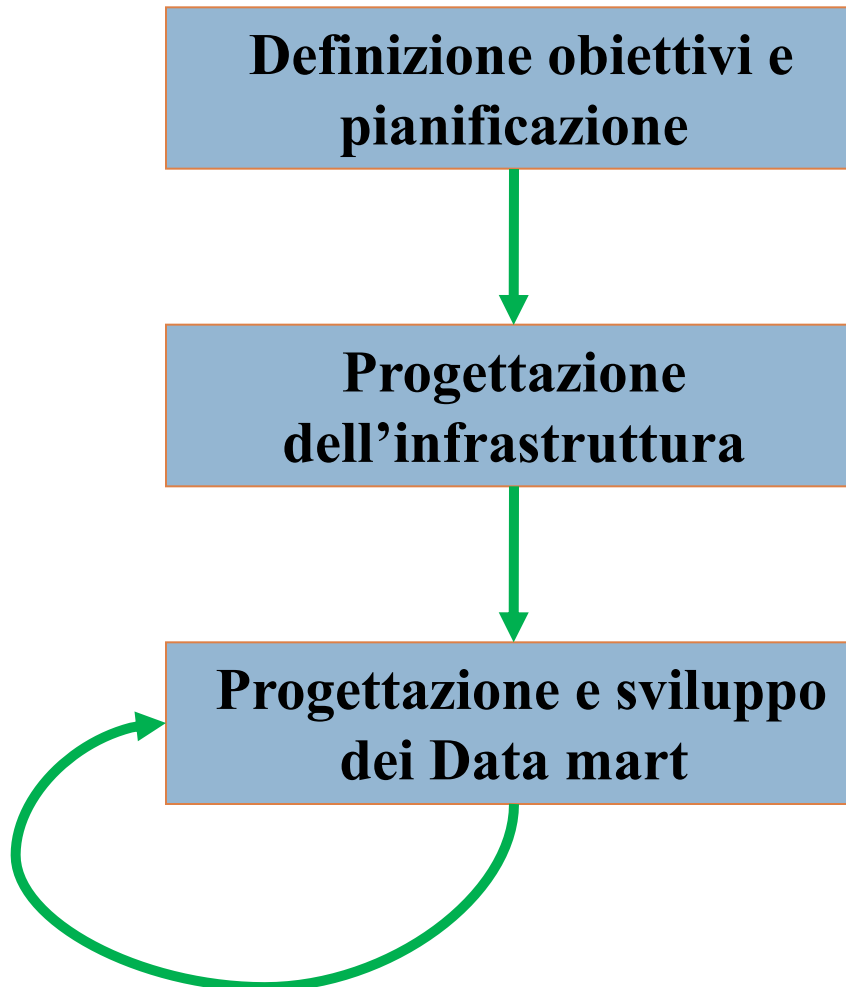 Definizione obiettivi e
pianificazione
Progettazione
dell’infrastruttura
Progettazione e sviluppo
dei Data mart